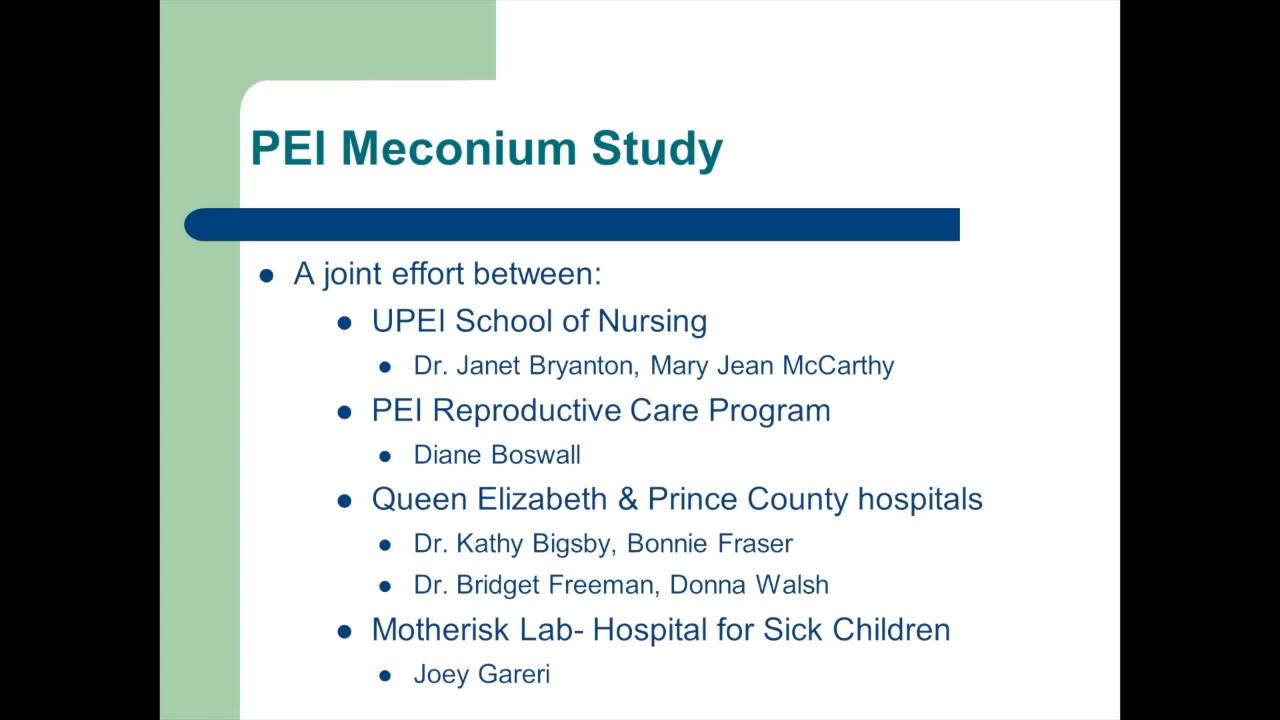 PEI Meconium Study
A joint effort between:
UPEI School of Nursing
Dr. Janet Bryanton, Mary Jean McCarthy
PEI Reproductive Care Program
Diane Boswall
Queen Elizabeth & Prince County hospitals
Dr. Kathy Bigsby, Bonnie Fraser
Dr. Bridget Freeman, Donna Walsh
Motherisk Lab- Hospital for Sick Children
Joey Gareri